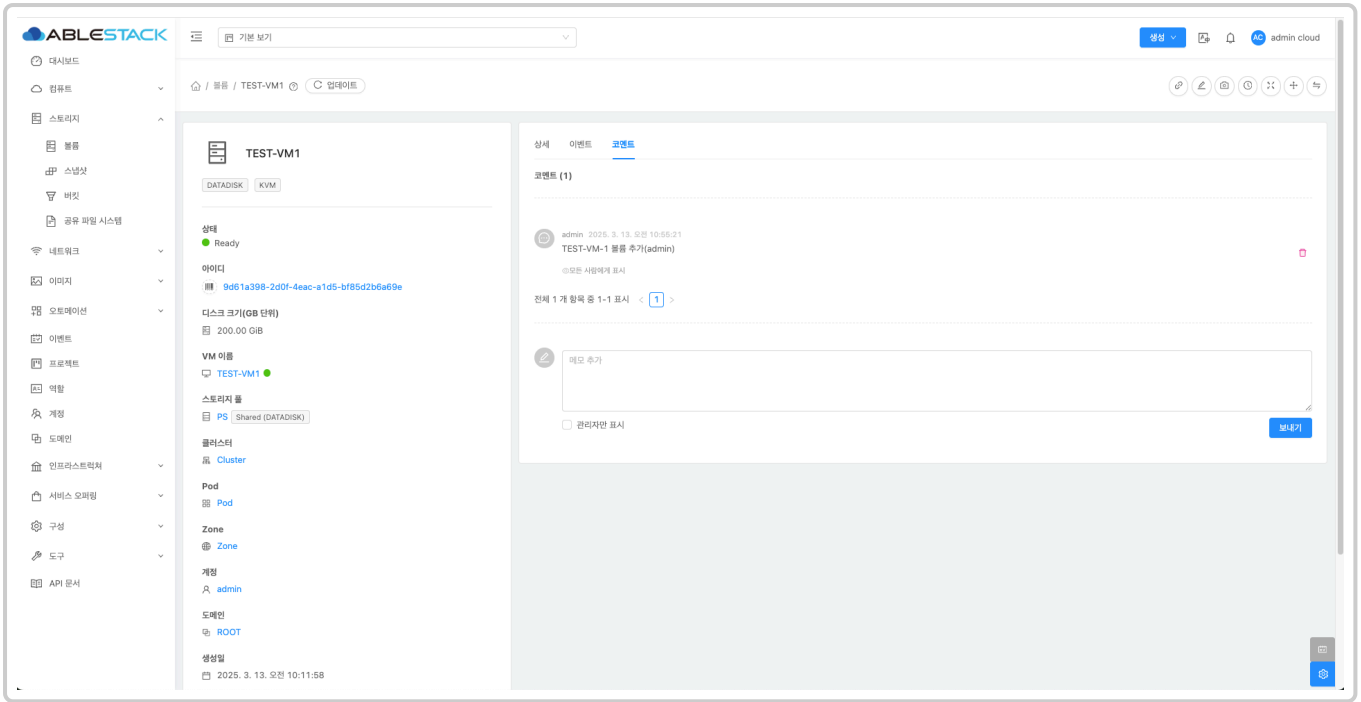 ABLESTACK
기본 보기
생성
AC
admin cloud
대시보드
컴퓨트
스토리지
볼륨
스냅샷
버킷
공유 파일 시스템
네트워크
이미지
오토메이션
이벤트
프로젝트
역할
계정
도메인
인프라스트럭쳐
서비스 오퍼링
구성
도구
API 문서
/ 볼륨 / TEST-VM1
업데이트
TEST-VM1
DATADISK
KVM
상태
Ready
아이디
9d61a398-2d0f-4eac-a1d5-bf85d2b6a69e
디스크 크기(GB 단위)
200.00 GiB
VM 이름
TEST-VM1
스토리지 풀
PS Shared (DATADISK)
클러스터
Cluster
Pod
Pod
Zone
Zone
계정
admin
도메인
ROOT
생성일
2025. 3. 13. 오전 10:11:58
상세
이벤트
코멘트
코멘트 (1)
admin 2025. 3. 13. 오전 10:55:21
TEST-VM-1 볼륨 추가(admin)
모든 사람에게 표시
전체 1 개 항목 중 1-1 표시 < 1 >
메모 추가
관리자만 표시
보내기